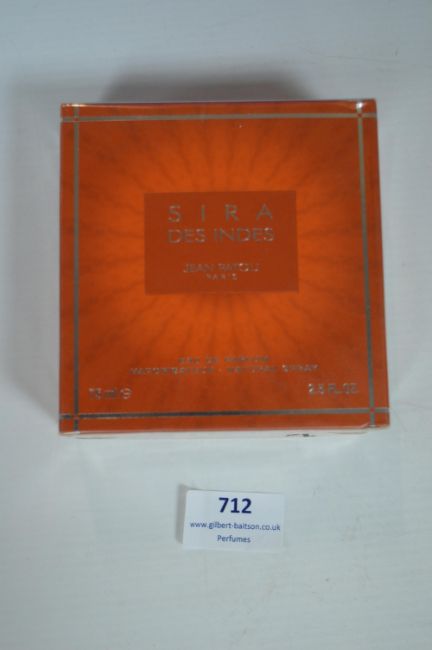 SIRA
DES INDES
JEAN PATOU
PARIS
EAU DE PARFUM
VAPORISATEUR - NATURAL SPRAY
75 ml ℮ 2.5 FL.OZ.
712
www.gilbert-baitson.co.uk
Perfumes